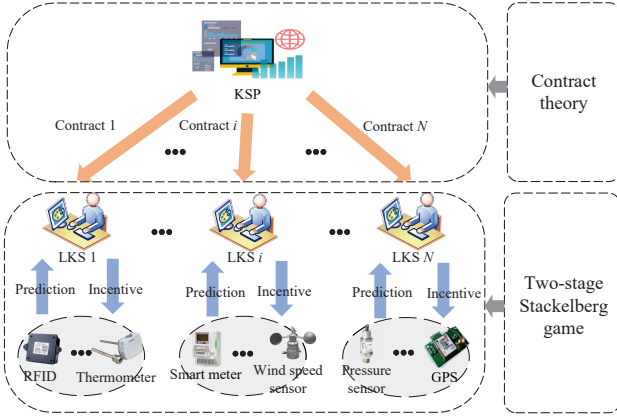 KSP
Contract 1
Contract i
Contract N
Contract
theory
LKS 1
LKS i
LKS N
Prediction
Incentive
Prediction
Incentive
Prediction
Incentive
Two-stage
Stackelberg
game
RFID
Thermometer
Smart meter
Wind speed
sensor
Pressure
sensor
GPS